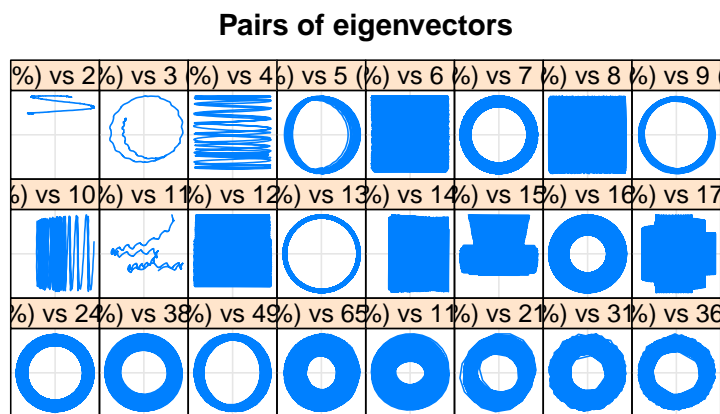 Pairs of eigenvectors
%) vs 2 %) vs 3 ( %) vs 4 %) vs 5 ( %) vs 6 %) vs 7 %) vs 8 %) vs 9 (
%) vs 10 %) vs 11 %) vs 12 %) vs 13 %) vs 14 %) vs 15 %) vs 16 %) vs 17
%) vs 24 %) vs 38 %) vs 49 %) vs 65 %) vs 11 %) vs 21 %) vs 31 %) vs 36